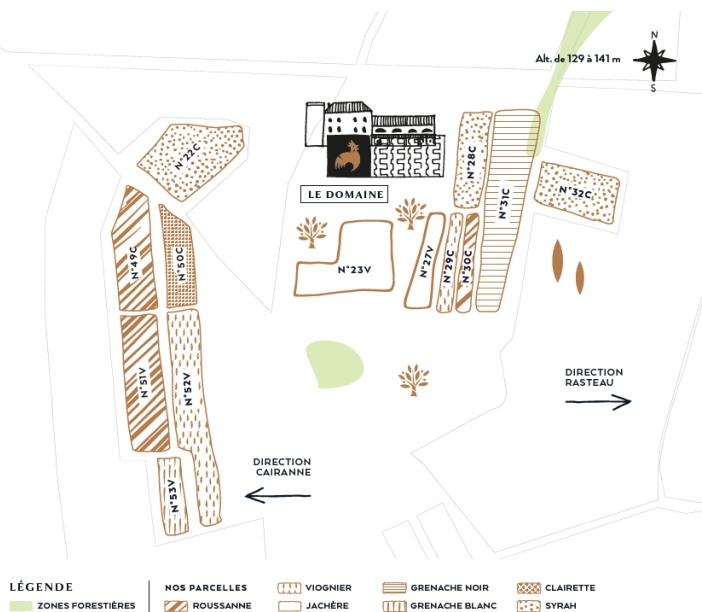 N
Alt. de 129 à 141 m
S
N°22C
N°28C
N°31C
N°32C
LE DOMAINE
N°49C
N°50C
N°23V
N°27V
N°29C
N°30C
N°51V
N°52V
DIRECTION
RASTEAU
DIRECTION
CAIRANNE
N°53V
LÉGENDE
NOS PARCELLES
VIOGNIER
GRENACHE NOIR
CLAIRETTE
ZONES FORESTIÈRES
ROUSSANNE
JACHÈRE
GRENACHE BLANC
SYRAH